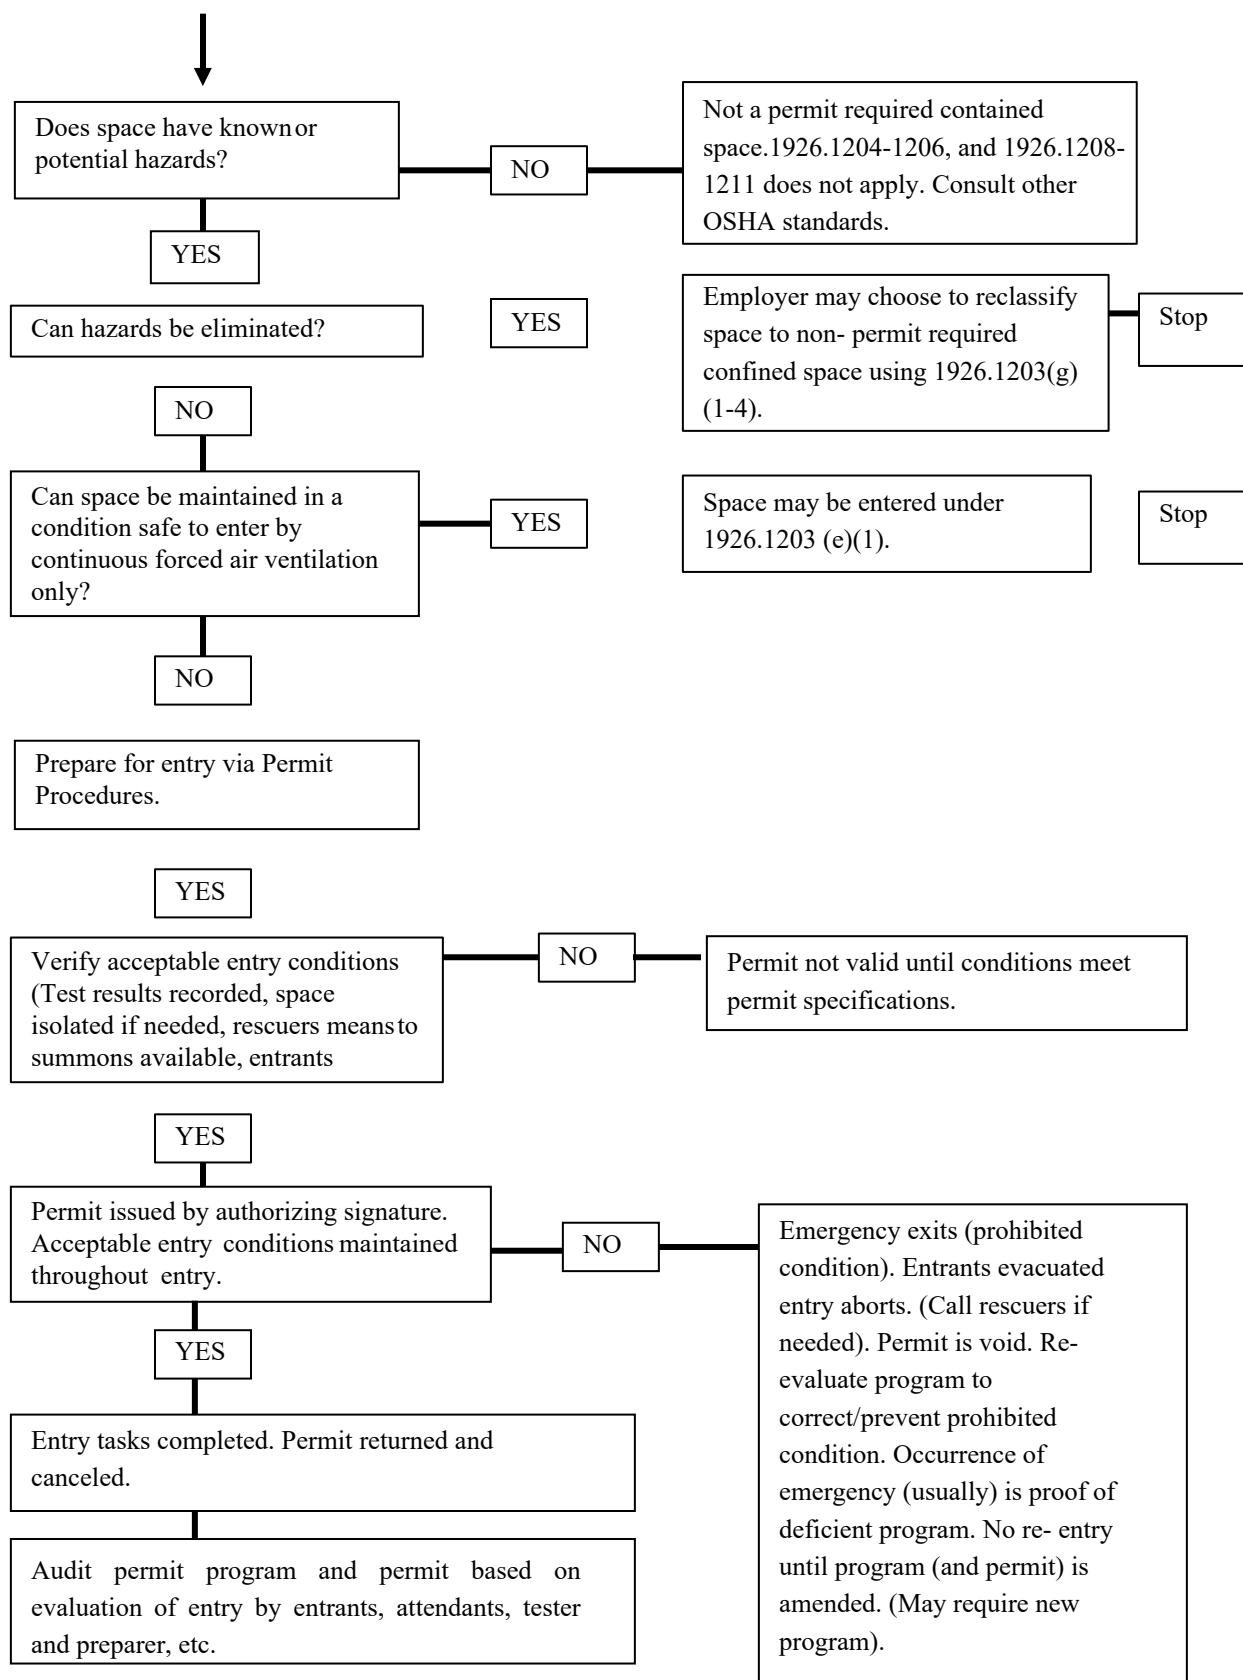 Does space have known or
potential hazards?
NO
Not a permit required contained
space.1926.1204-1206, and 1926.1208-
1211 does not apply. Consult other
OSHA standards.
YES
Can hazards be eliminated?
YES
Employer may choose to reclassify
space to non- permit required
confined space using 1926.1203(g)
(1-4).
Stop
NO
Can space be maintained in a
condition safe to enter by
continuous forced air ventilation
only?
YES
Space may be entered under
1926.1203 (e)(1).
Stop
NO
Prepare for entry via Permit
Procedures.
YES
Verify acceptable entry conditions
(Test results recorded, space
isolated if needed, rescuers means to
summons available, entrants
NO
Permit not valid until conditions meet
permit specifications.
YES
Permit issued by authorizing signature.
Acceptable entry conditions maintained
throughout entry.
NO
Emergency exits (prohibited
condition). Entrants evacuated
entry aborts. (Call rescuers if
needed). Permit is void. Re-
evaluate program to
correct/prevent prohibited
condition. Occurrence of
emergency (usually) is proof of
deficient program. No re- entry
until program (and permit) is
amended. (May require new
program).
YES
Entry tasks completed. Permit returned and
canceled.
Audit permit program and permit based on
evaluation of entry by entrants, attendants, tester
and preparer, etc.